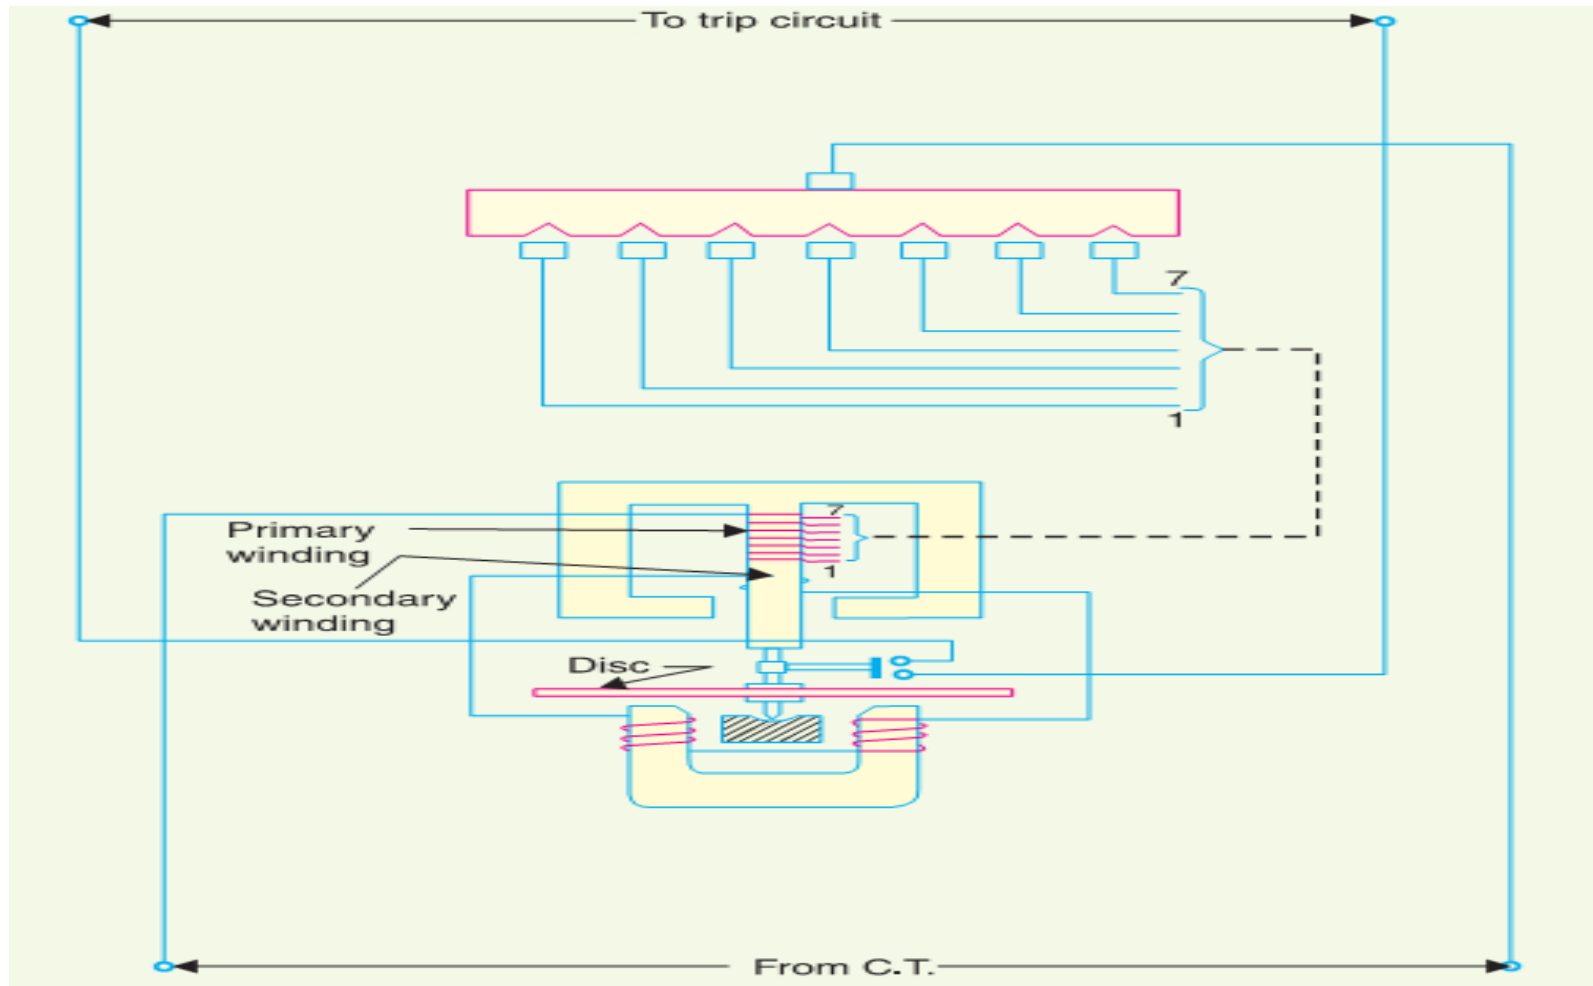 To trip circuit
7
1
7
Primary
winding
1
Secondary
winding
Disc
From C.T.